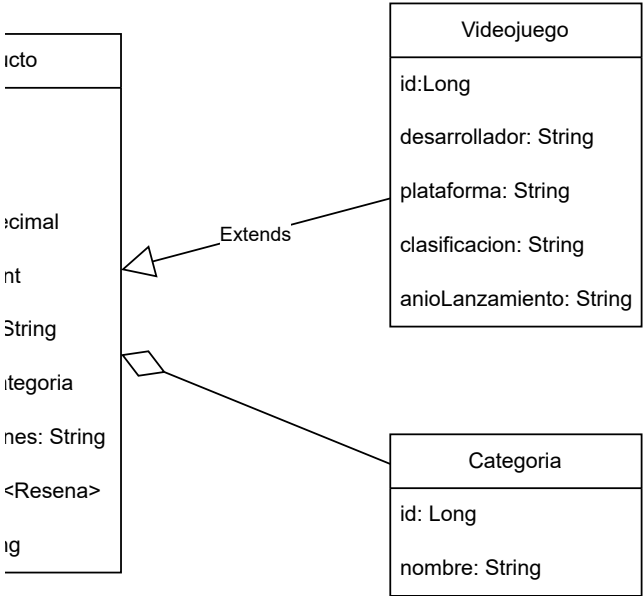 ucto
ecimal
nt
String
ategoria
nes: String
<Resena>
ng
Extends
Videojuego
id:Long
desarrollador: String
plataforma: String
clasificacion: String
anioLanzamiento: String
Categoria
id: Long
nombre: String